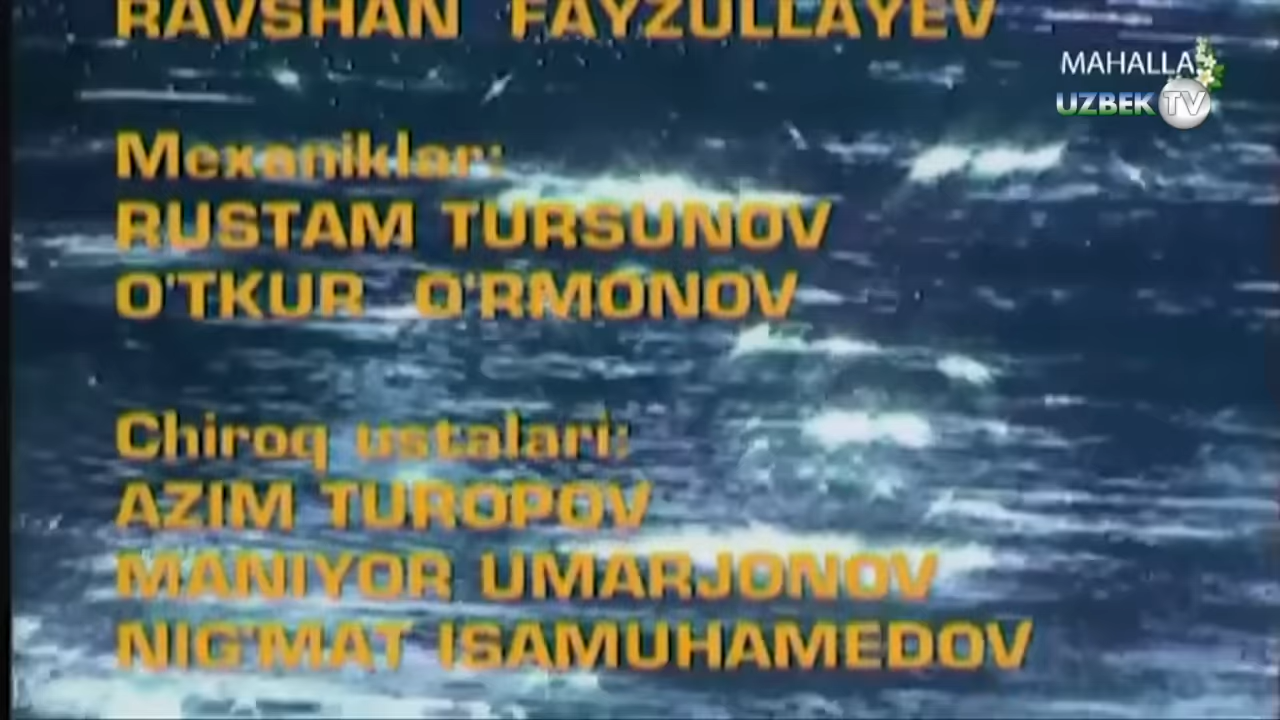 RAVSHAN FAYZULLAYEV
MAHALLA
UZBEK TV
Mexaniklar:
RUSTAM TURSUNOV
O'TKUR O'RMONOV
Chiroq ustalari:
AZIM TUROPOV
MANIYOR UMARJONOV
NIG'MAT ISAMUHAMEDOV